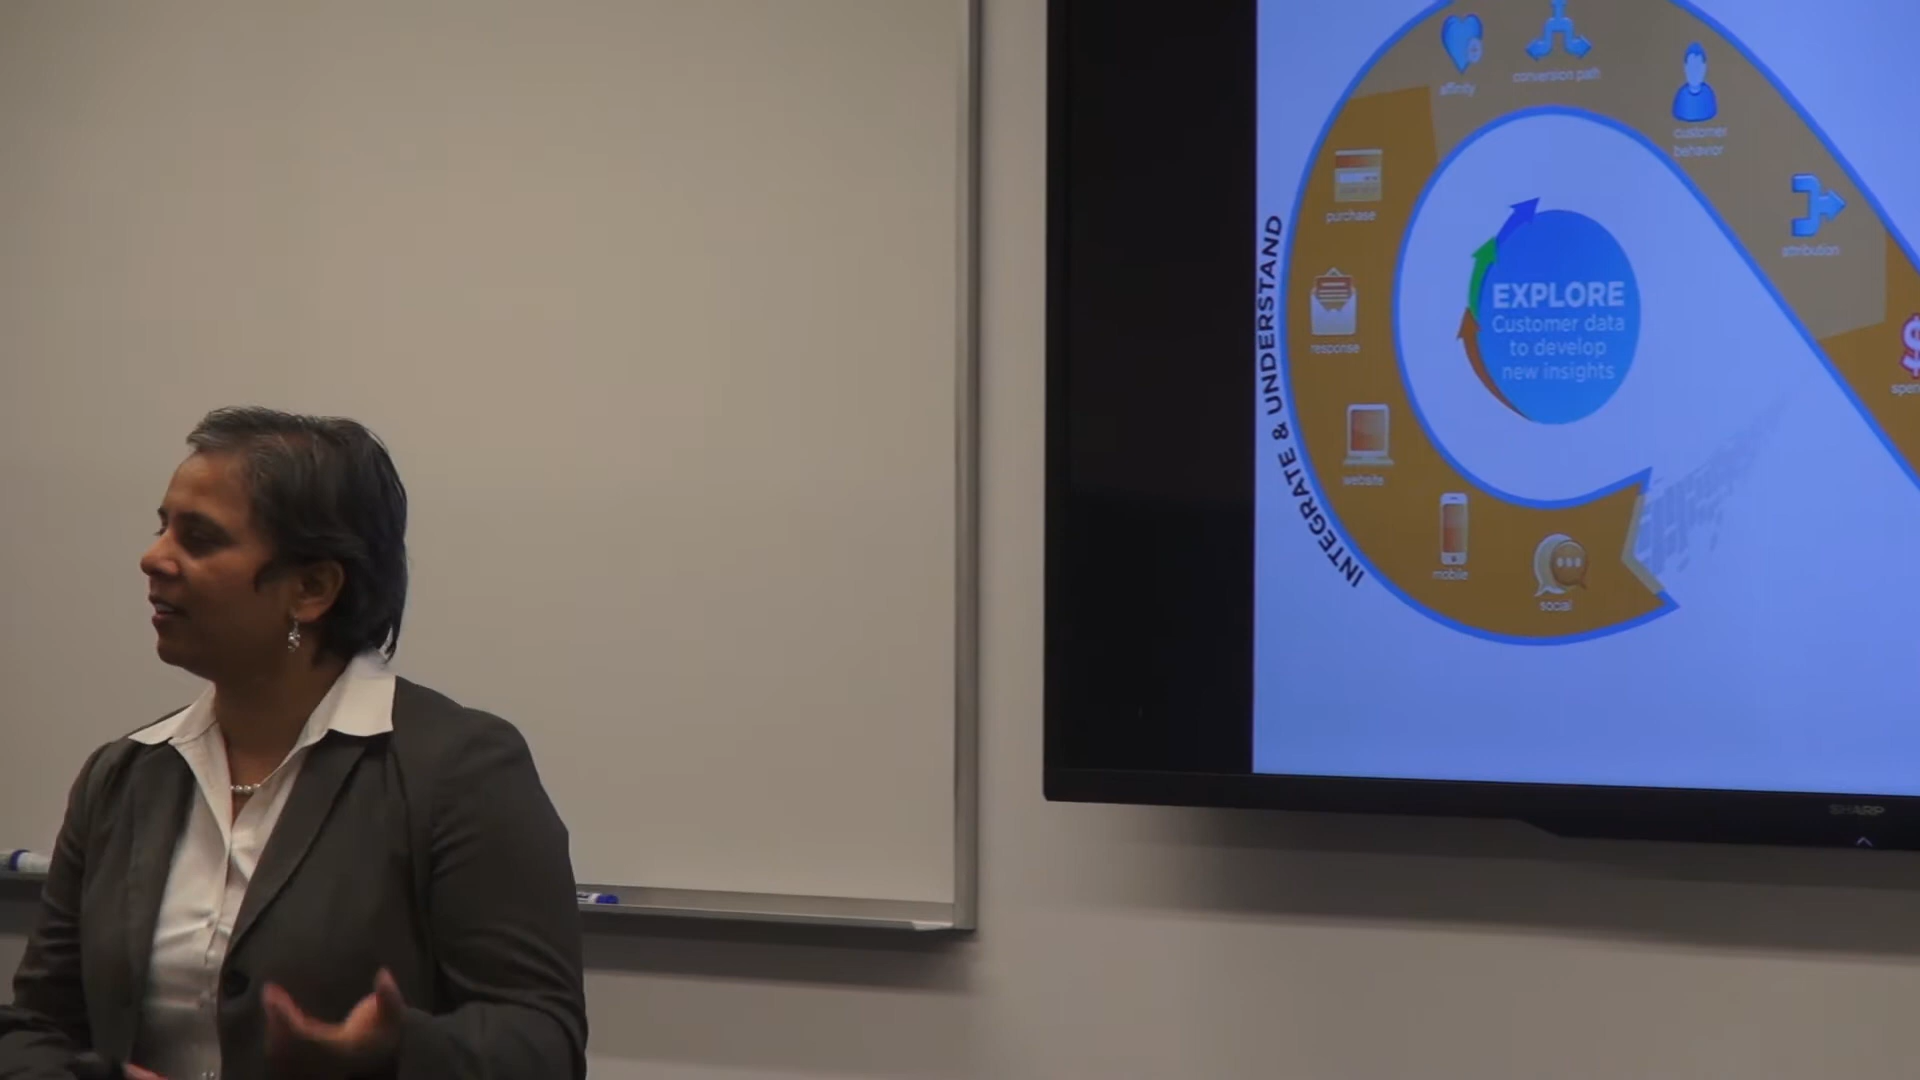 affinity
conversion path
customer
behavior
purchase
attribution
response
EXPLORE
Customer data
to develop
new insights
INTEGRATE & UNDERSTAND
website
mobile
social
SHARP